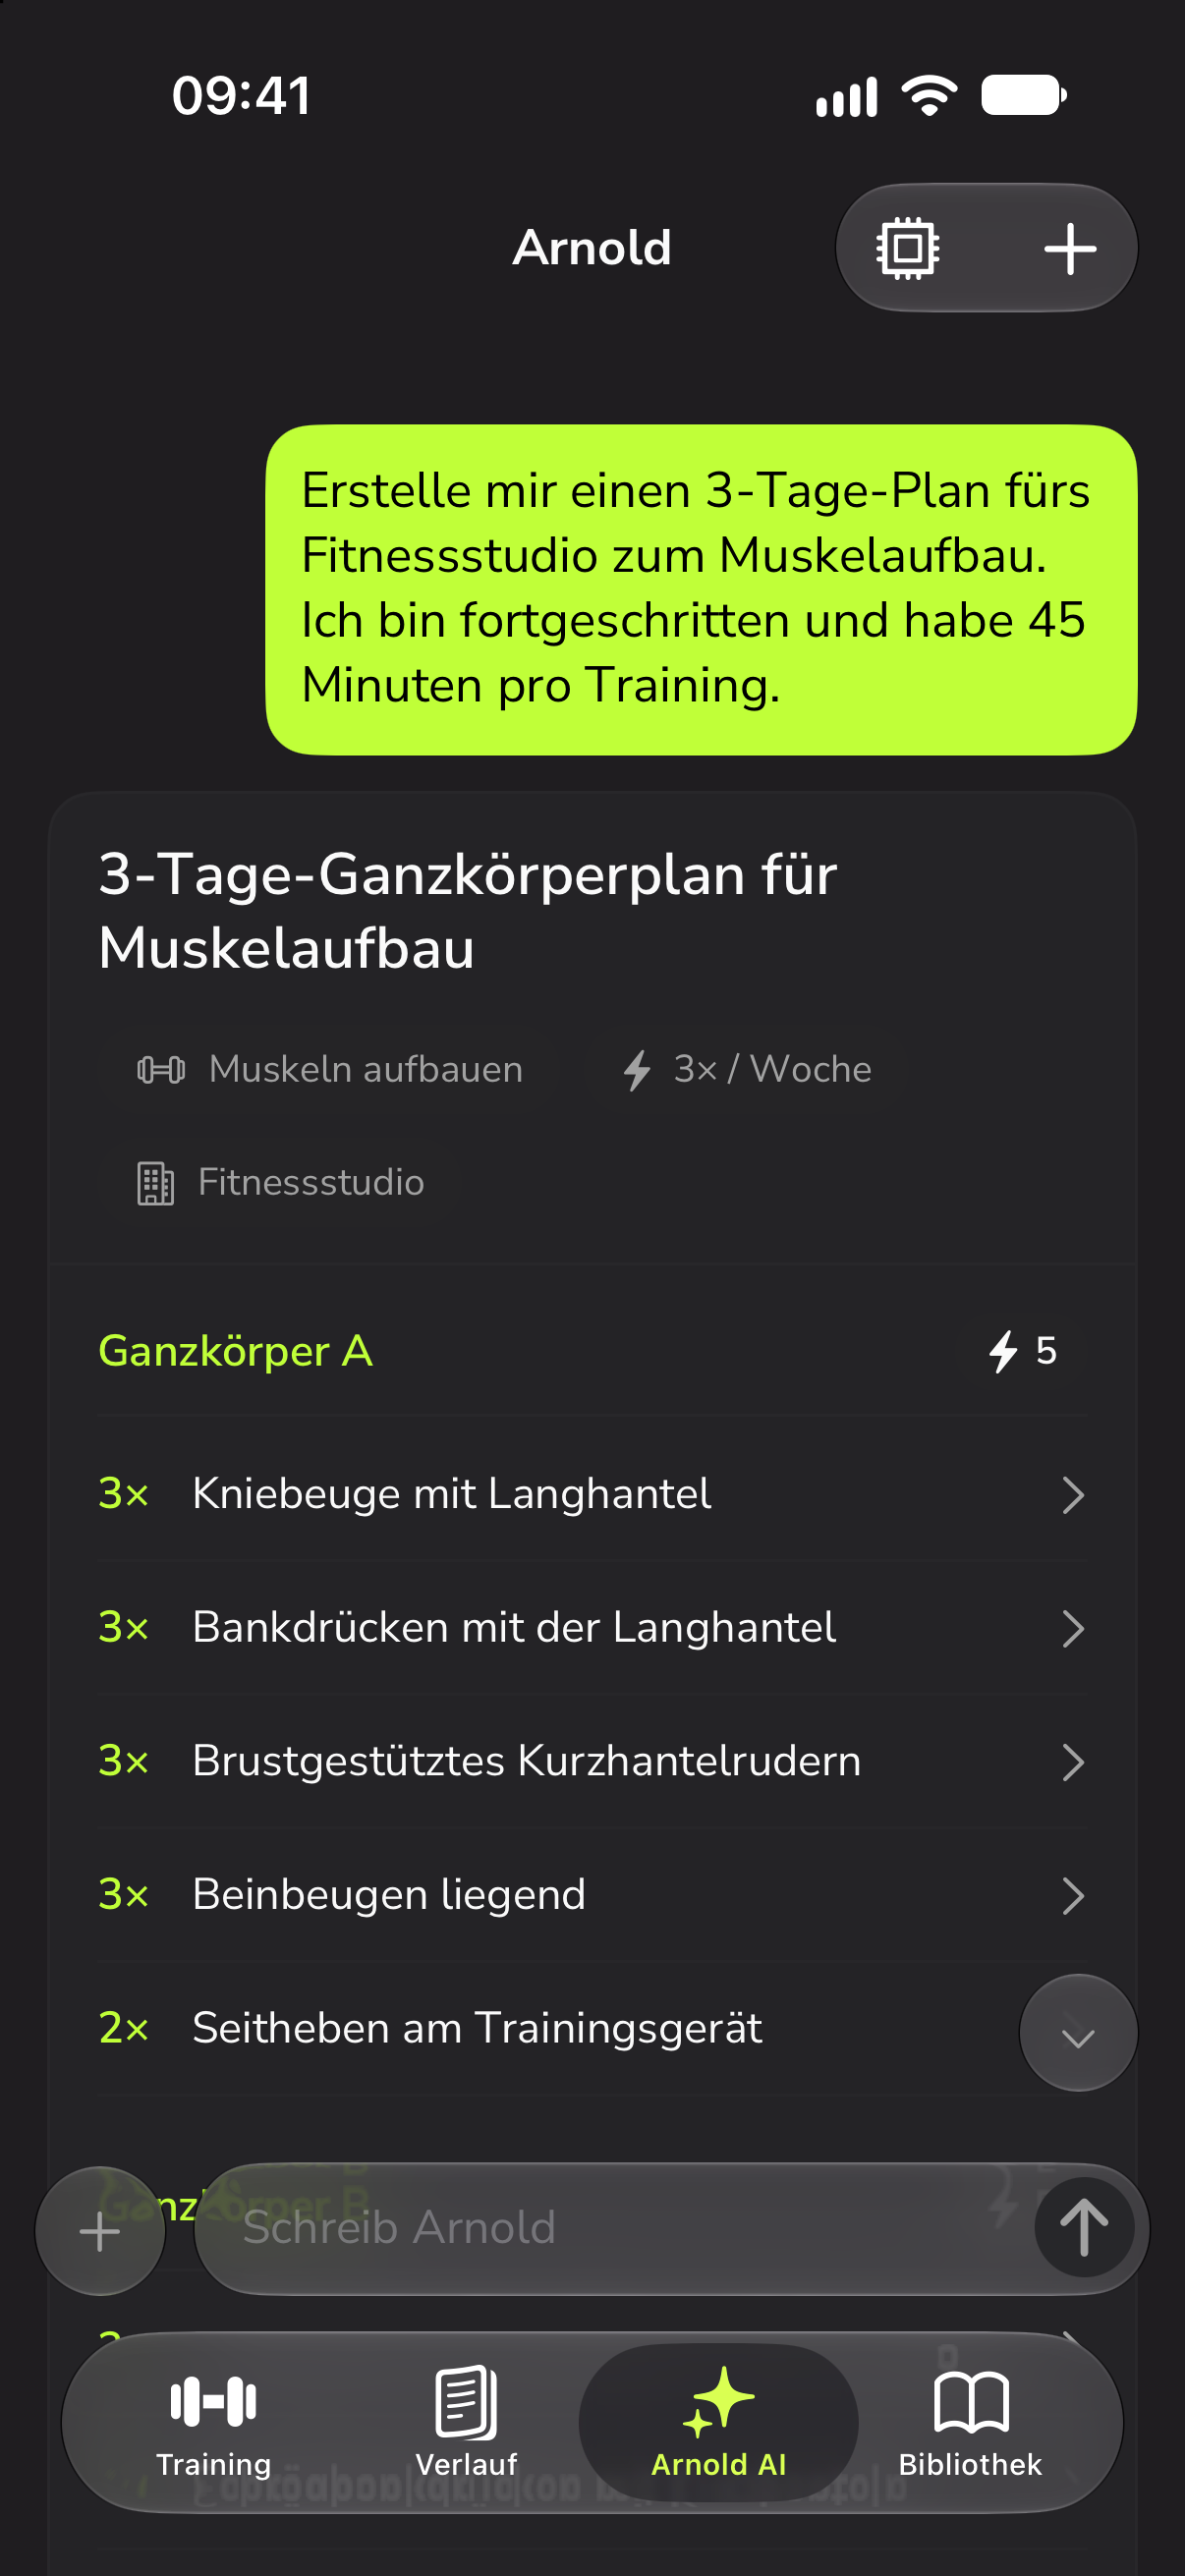 09:41
Arnold
Erstelle mir einen 3-Tage-Plan fürs
Fitnessstudio zum Muskelaufbau.
Ich bin fortgeschritten und habe 45
Minuten pro Training.
3-Tage-Ganzkörperplan für
Muskelaufbau
Muskeln aufbauen
3× / Woche
Fitnessstudio
Ganzkörper A
5
3× Kniebeuge mit Langhantel
3× Bankdrücken mit der Langhantel
3× Brustgestütztes Kurzhantelrudern
3× Beinbeugen liegend
2× Seitheben am Trainingsgerät
Ganzkörper B
Schreib Arnold
Training
Verlauf
Arnold AI
Bibliothek